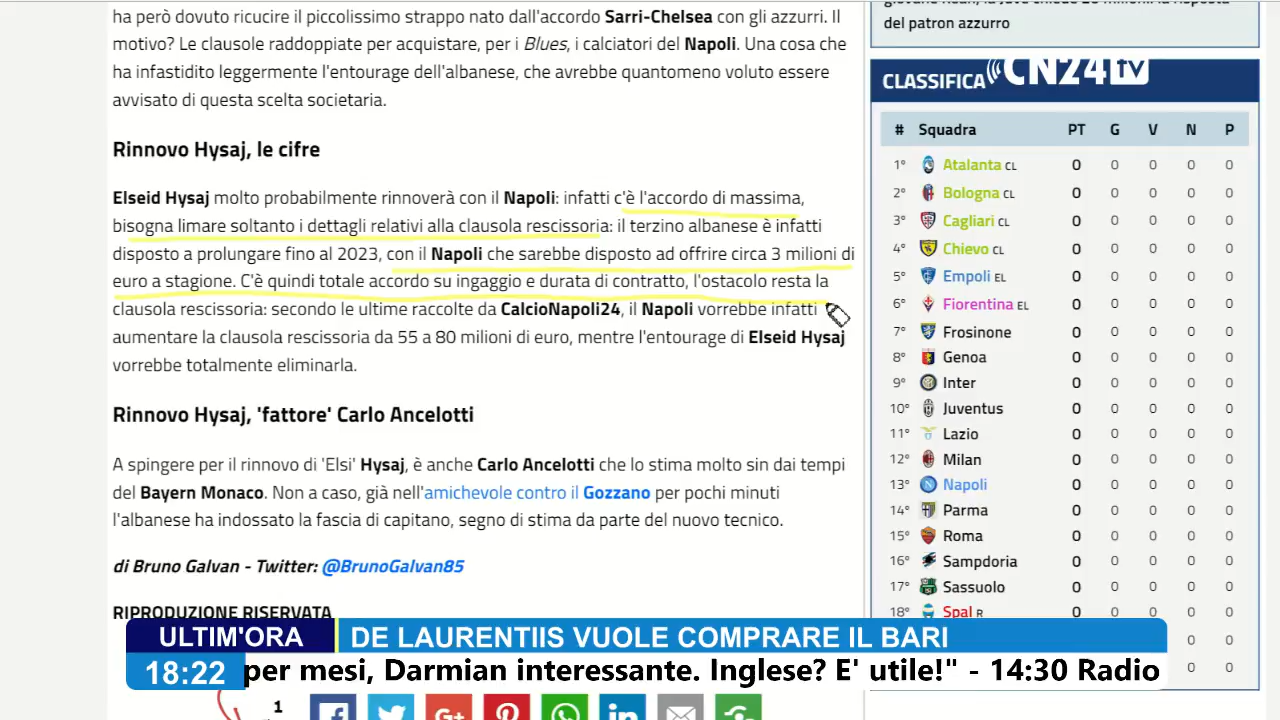 ha però dovuto ricucire il piccolissimo strappo nato dall'accordo Sarri-Chelsea con gli azzurri. Il
motivo? Le clausole raddoppiate per acquistare, per i Blues, i calciatori del Napoli. Una cosa che
ha infastidito leggermente l'entourage dell'albanese, che avrebbe quantomeno voluto essere
avvisato di questa scelta societaria.
Rinnovo Hysaj, le cifre
Elseid Hysaj molto probabilmente rinnoverà con il Napoli: infatti c'è l'accordo di massima,
bisogna limare soltanto i dettagli relativi alla clausola rescissoria: il terzino albanese è infatti
disposto a prolungare fino al 2023, con il Napoli che sarebbe disposto ad offrire circa 3 milioni di
euro a stagione. C'è quindi totale accordo su ingaggio e durata di contratto, l'ostacolo resta la
clausola rescissoria: secondo le ultime raccolte da CalcioNapoli24, il Napoli vorrebbe infatti
aumentare la clausola rescissoria da 55 a 80 milioni di euro, mentre l'entourage di Elseid Hysaj
vorrebbe totalmente eliminarla.
Rinnovo Hysaj, 'fattore' Carlo Ancelotti
A spingere per il rinnovo di 'Elsi' Hysaj, è anche Carlo Ancelotti che lo stima molto sin dai tempi
del Bayern Monaco. Non a caso, già nell'amichevole contro il Gozzano per pochi minuti
l'albanese ha indossato la fascia di capitano, segno di stima da parte del nuovo tecnico.
di Bruno Galvan - Twitter: @BrunoGalvan85
RIPRODUZIONE RISERVATA
1
del patron azzurro
CLASSIFICA CN24 tv
# Squadra PT G V N P
1° Atalanta CL 0 0 0 0 0
2° Bologna CL 0 0 0 0 0
3° Cagliari CL 0 0 0 0 0
4° Chievo CL 0 0 0 0 0
5° Empoli EL 0 0 0 0 0
6° Fiorentina EL 0 0 0 0 0
7° Frosinone 0 0 0 0 0
8° Genoa 0 0 0 0 0
9° Inter 0 0 0 0 0
10° Juventus 0 0 0 0 0
11° Lazio 0 0 0 0 0
12° Milan 0 0 0 0 0
13° Napoli 0 0 0 0 0
14° Parma 0 0 0 0 0
15° Roma 0 0 0 0 0
16° Sampdoria 0 0 0 0 0
17° Sassuolo 0 0 0 0 0
18° Spal R 0 0 0 0 0
0 0
0 0
ULTIM'ORA DE LAURENTIIS VUOLE COMPRARE IL BARI
18:22 per mesi, Darmian interessante. Inglese? E' utile!" - 14:30 Radio